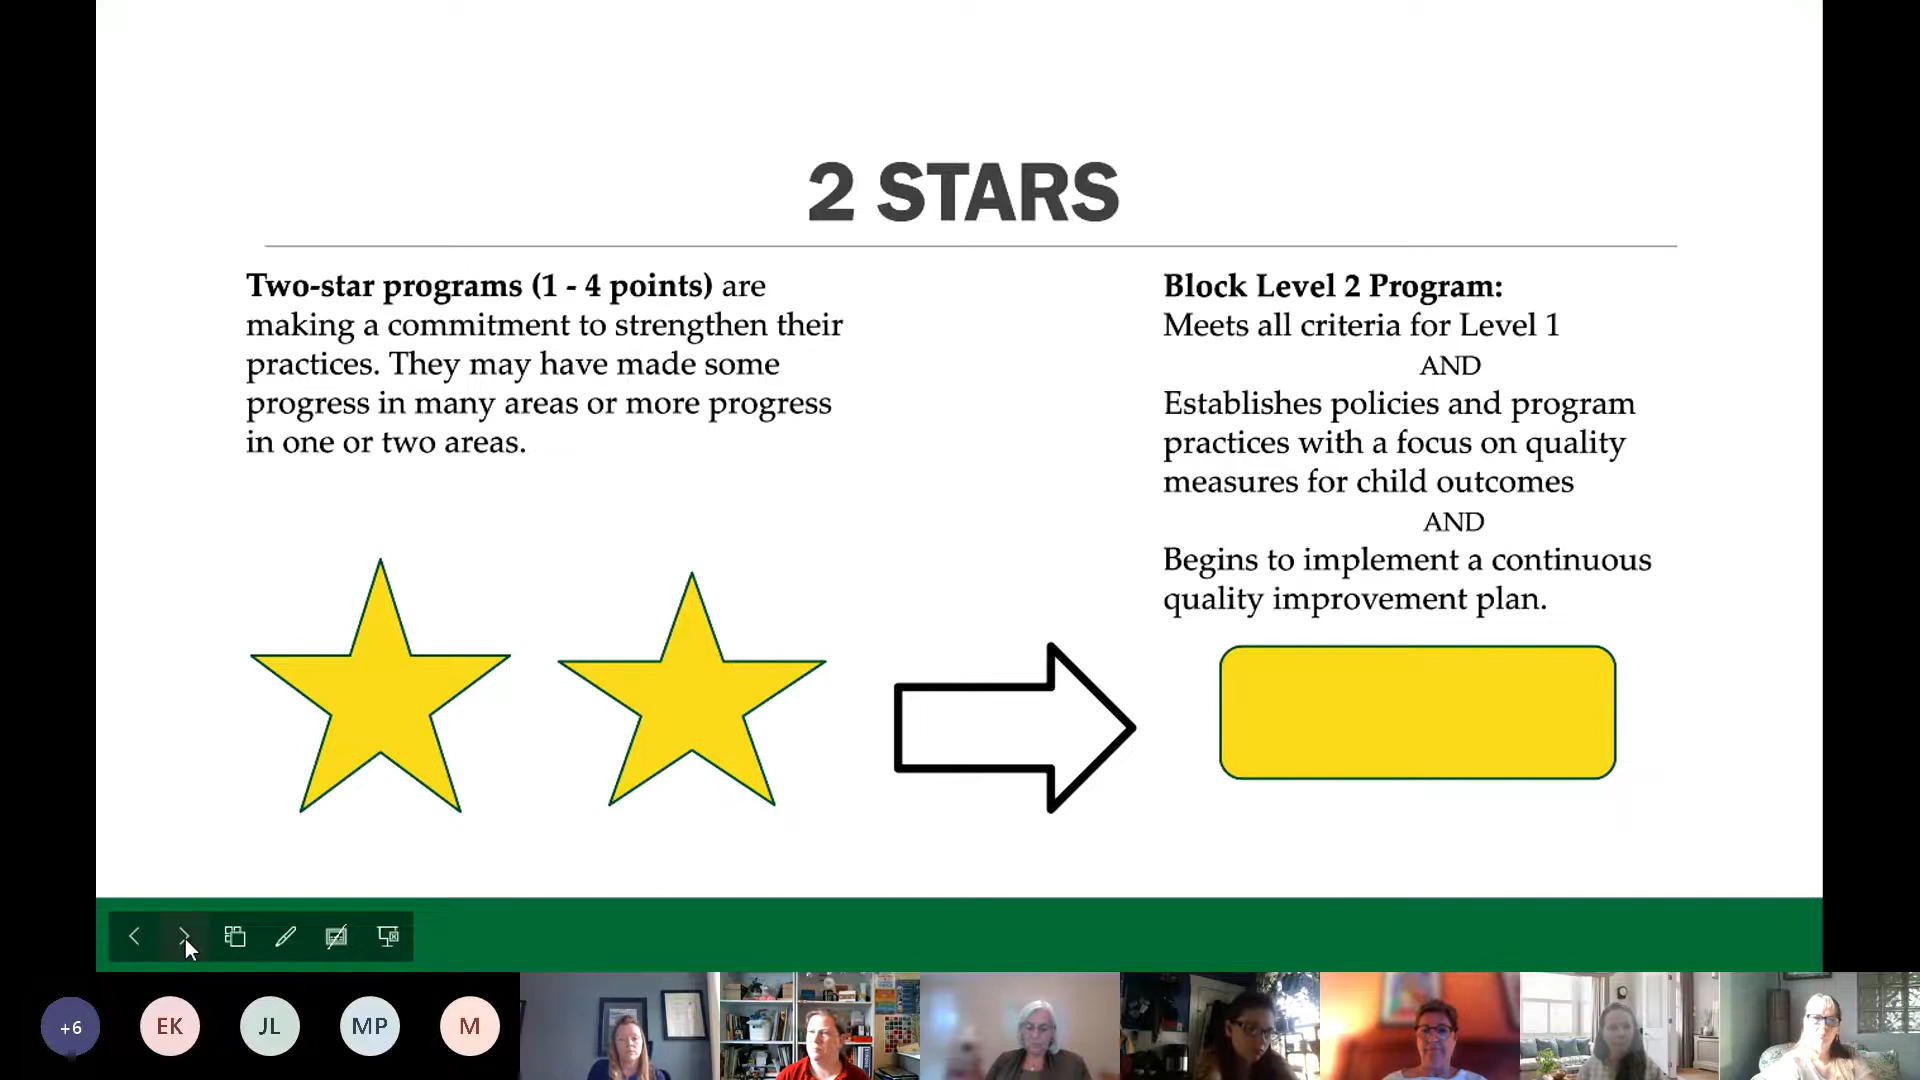 2 STARS
Two-star programs (1 - 4 points) are
making a commitment to strengthen their
practices. They may have made some
progress in many areas or more progress
in one or two areas.
Block Level 2 Program:
Meets all criteria for Level 1
AND
Establishes policies and program
practices with a focus on quality
measures for child outcomes
AND
Begins to implement a continuous
quality improvement plan.
+6
EK
JL
MP
M